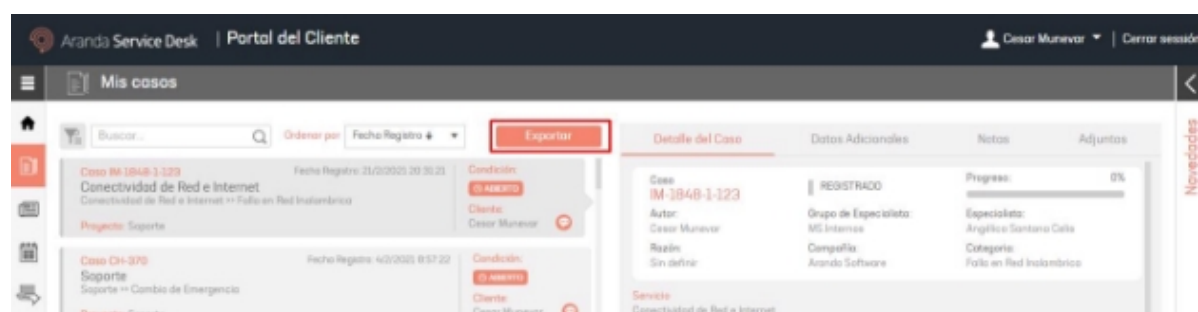 Aranda Service Desk | Portal del Cliente
Cesar Munevar | Cerrar sesión
Mis casos
Buscar...
Ordenar por Fecha Registro
Exportar
Caso IM-1848-1-123 Fecha Registro: 21/2/2021 20:31:21
Conectividad de Red e Internet
Conectividad de Red e Internet ›› Fallo en Red Inalambrica
Proyecto: Soporte
Condición:
ABIERTO
Cliente:
Cesar Munevar
Caso CH-370 Fecha Registro: 4/2/2021 8:57:22
Soporte
Soporte ›› Cambio de Emergencia
Condición:
ABIERTO
Cliente:
Cesar Munevar
Detalle del Caso Datos Adicionales Notas Adjuntos
Caso
IM-1848-1-123
REGISTRADO
Progreso: 0%
Autor:
Cesar Munevar
Grupo de Especialista:
MS Internos
Especialista:
Angélica Santana Celis
Razón:
Sin definir
Compañía:
Aranda Software
Categoría:
Fallo en Red Inalambrica
Servicio
Conectividad de Red e Internet
Novedades